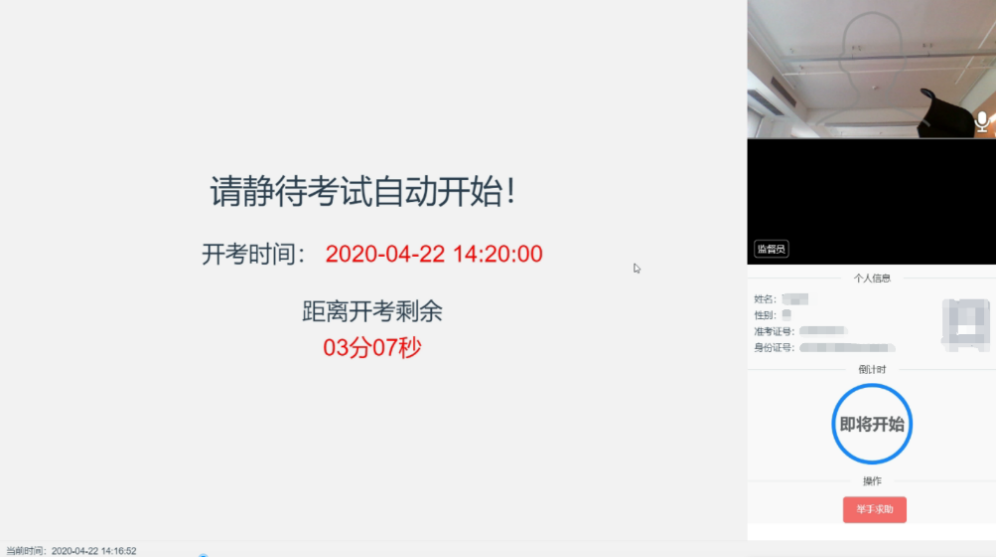 请静待考试自动开始！
开考时间： 2020-04-22 14:20:00
距离开考剩余
03分07秒
监督员
个人信息
姓名：
性别：
准考证号：
身份证号：
倒计时
即将开始
操作
举手求助
当前时间：2020-04-22 14:16:52